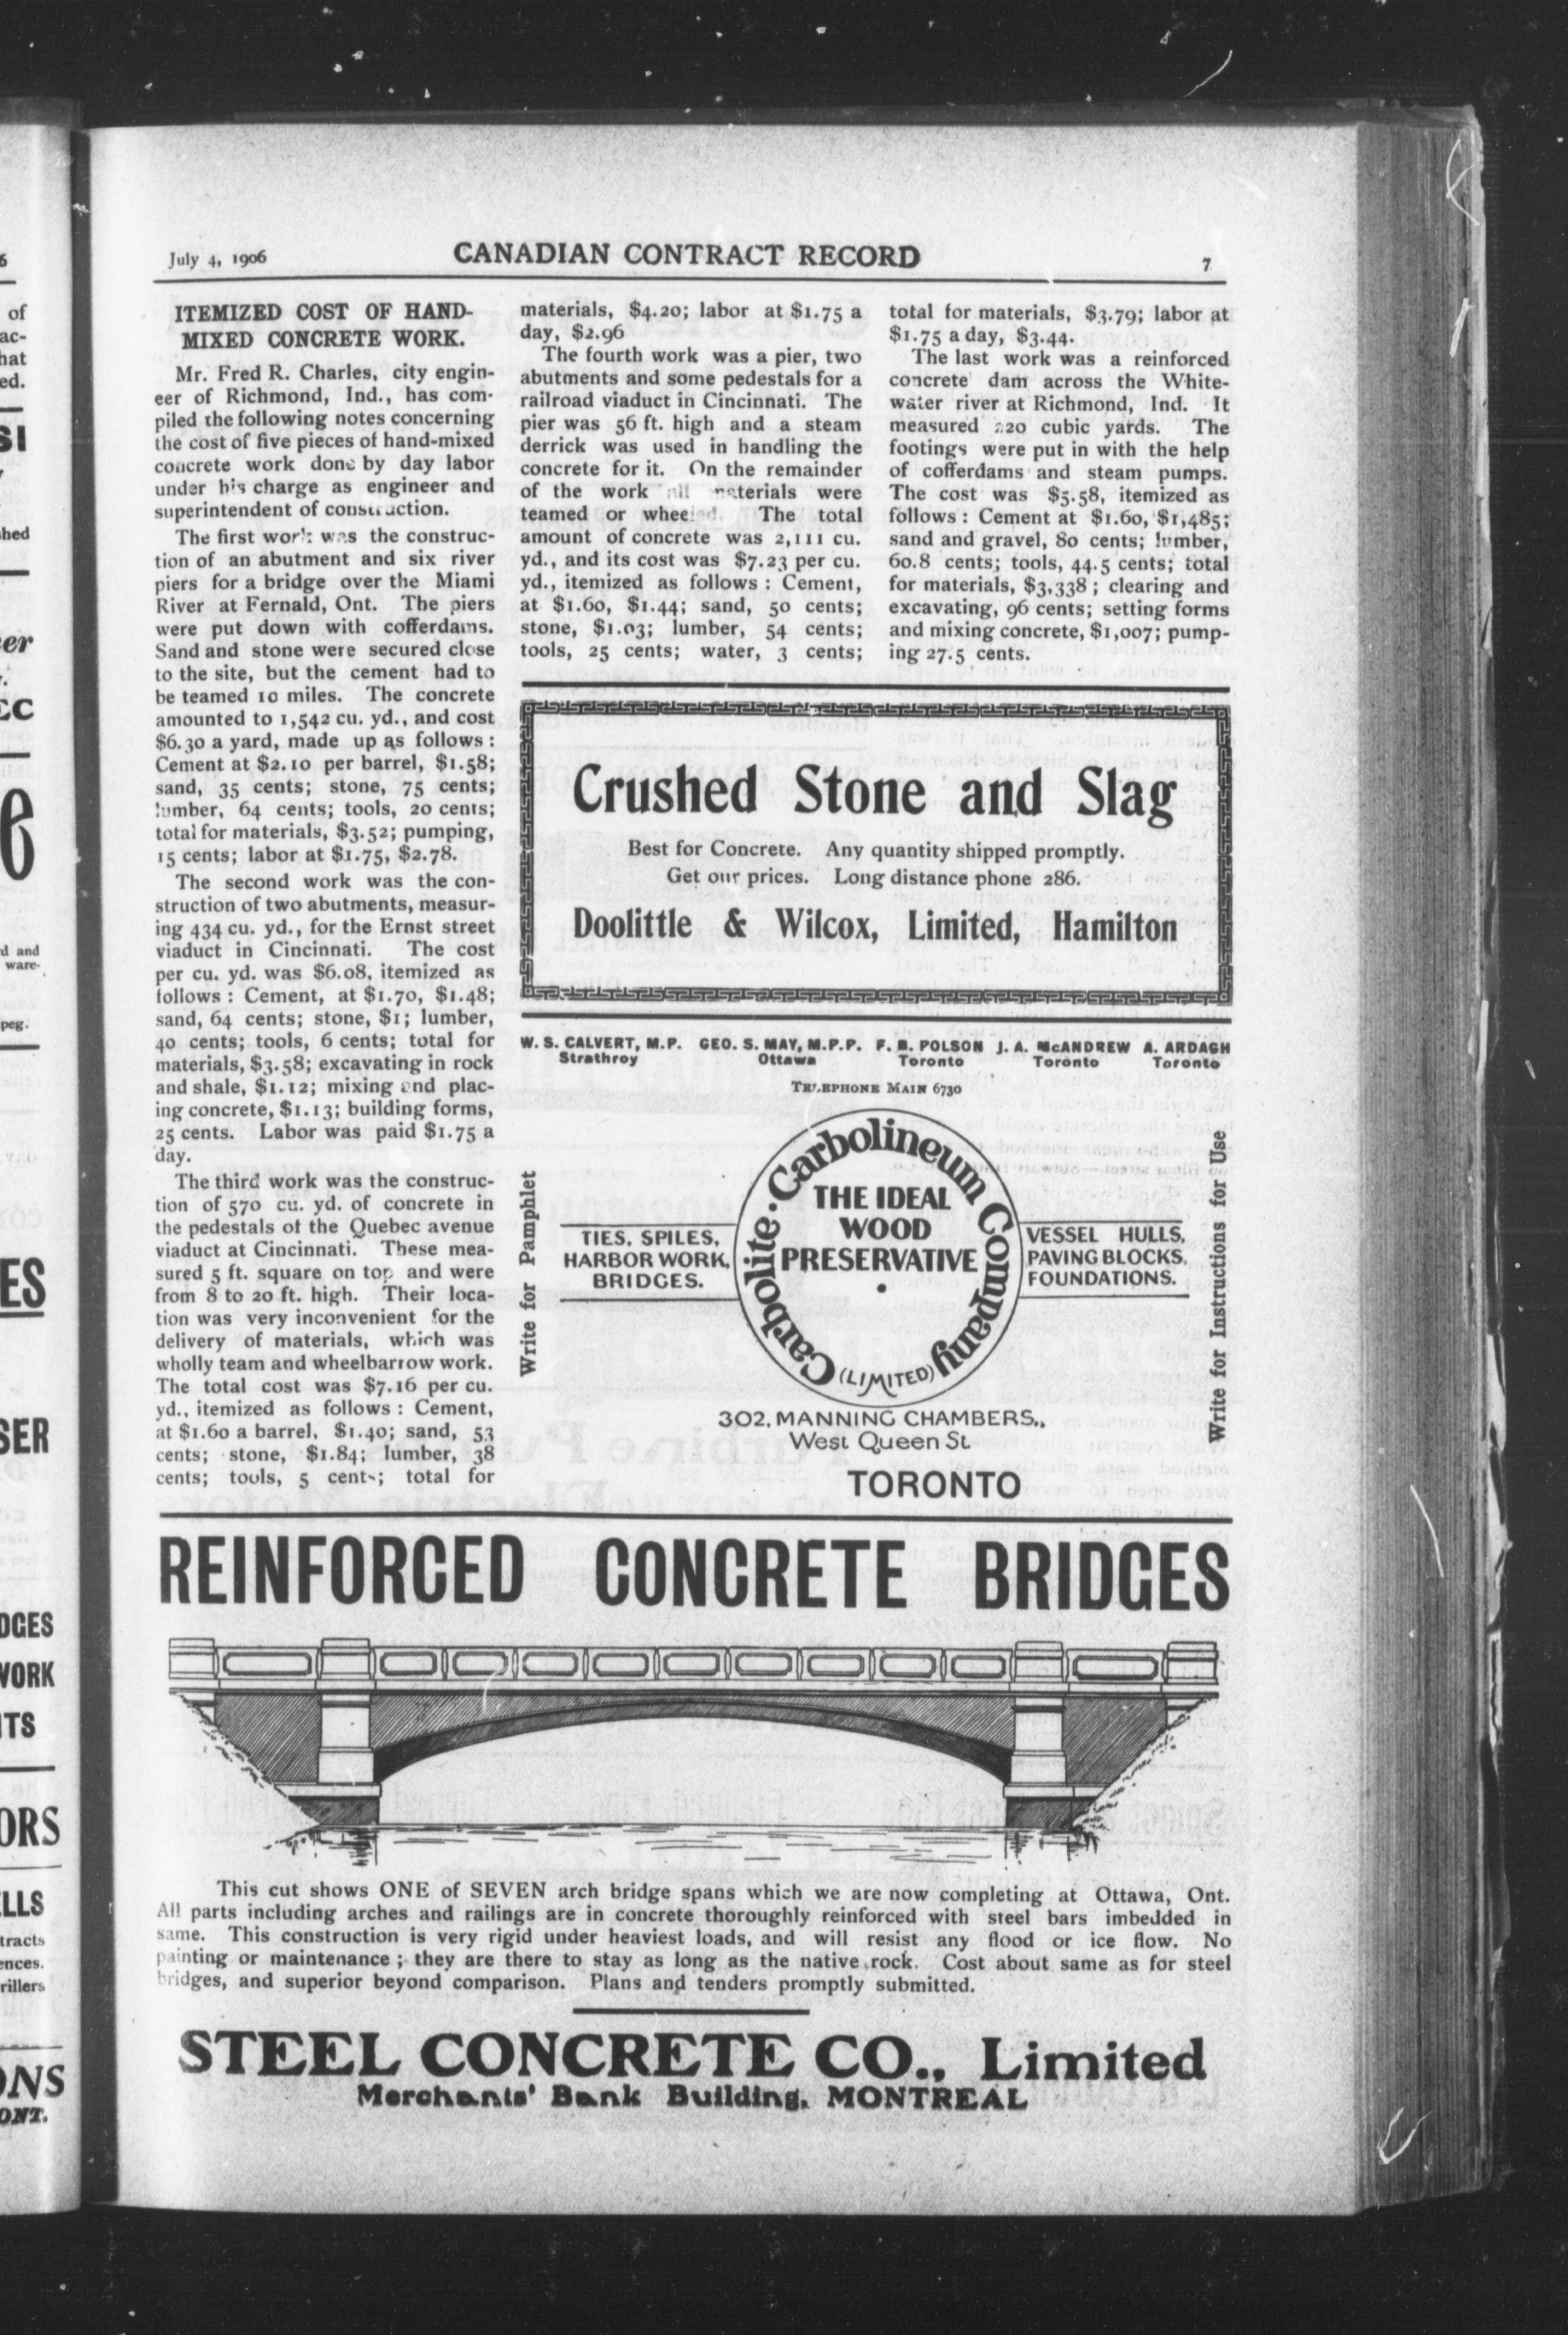 July 4, 1906
CANADIAN CONTRACT RECORD
7
ITEMIZED COST OF HAND-
MIXED CONCRETE WORK.
Mr. Fred R. Charles, city engin-
eer of Richmond, Ind., has com-
piled the following notes concerning
the cost of five pieces of hand-mixed
concrete work done by day labor
under his charge as engineer and
superintendent of construction.
The first work was the construc-
tion of an abutment and six river
piers for a bridge over the Miami
River at Fernald, Ont. The piers
were put down with cofferdams.
Sand and stone were secured close
to the site, but the cement had to
be teamed 10 miles. The concrete
amounted to 1,542 cu. yd., and cost
$6.30 a yard, made up as follows:
Cement at $2.10 per barrel, $1.58;
sand, 35 cents; stone, 75 cents;
lumber, 64 cents; tools, 20 cents;
total for materials, $3.52; pumping,
15 cents; labor at $1.75, $2.78.
The second work was the con-
struction of two abutments, measur-
ing 434 cu. yd., for the Ernst street
viaduct in Cincinnati. The cost
per cu. yd. was $6.08, itemized as
follows: Cement, at $1.70, $1.48;
sand, 64 cents; stone, $1; lumber,
40 cents; tools, 6 cents; total for
materials, $3.58; excavating in rock
and shale, $1.12; mixing and plac-
ing concrete, $1.13; building forms,
25 cents. Labor was paid $1.75 a
day.
The third work was the construc-
tion of 570 cu. yd. of concrete in
the pedestals of the Quebec avenue
viaduct at Cincinnati. These mea-
sured 5 ft. square on top and were
from 8 to 20 ft. high. Their loca-
tion was very inconvenient for the
delivery of materials, which was
wholly team and wheelbarrow work.
The total cost was $7.16 per cu.
yd., itemized as follows: Cement,
at $1.60 a barrel, $1.40; sand, 53
cents; stone, $1.84; lumber, 38
cents; tools, 5 cents; total for
materials, $4.20; labor at $1.75 a
day, $2.96
The fourth work was a pier, two
abutments and some pedestals for a
railroad viaduct in Cincinnati. The
pier was 56 ft. high and a steam
derrick was used in handling the
concrete for it. On the remainder
of the work all materials were
teamed or wheeled. The total
amount of concrete was 2,111 cu.
yd., and its cost was $7.23 per cu.
yd., itemized as follows: Cement,
at $1.60, $1.44; sand, 50 cents;
stone, $1.03; lumber, 54 cents;
tools, 25 cents; water, 3 cents;
total for materials, $3.79; labor at
$1.75 a day, $3.44.
The last work was a reinforced
concrete dam across the White-
water river at Richmond, Ind. It
measured 220 cubic yards. The
footings were put in with the help
of cofferdams and steam pumps.
The cost was $5.58, itemized as
follows: Cement at $1.60, $1,485;
sand and gravel, 80 cents; lumber,
60.8 cents; tools, 44.5 cents; total
for materials, $3,338; clearing and
excavating, 96 cents; setting forms
and mixing concrete, $1,007; pump-
ing 27.5 cents.
Crushed Stone and Slag
Best for Concrete. Any quantity shipped promptly.
Get our prices. Long distance phone 286.
Doolittle & Wilcox, Limited, Hamilton
W. S. CALVERT, M.P. GEO. S. MAY, M.P.P. F. B. POLSON J. A. McANDREW A. ARDAGH
Strathroy Ottawa Toronto Toronto Toronto
TELEPHONE MAIN 6730
Write for Pamphlet
TIES, SPILES,
HARBOR WORK,
BRIDGES.
Carbolite-Carbolineum Company
(LIMITED)
THE IDEAL
WOOD
PRESERVATIVE
VESSEL HULLS,
PAVING BLOCKS,
FOUNDATIONS.
Write for Instructions for Use
302, MANNING CHAMBERS.,
West Queen St.
TORONTO
REINFORCED CONCRETE BRIDGES
This cut shows ONE of SEVEN arch bridge spans which we are now completing at Ottawa, Ont.
All parts including arches and railings are in concrete thoroughly reinforced with steel bars imbedded in
same. This construction is very rigid under heaviest loads, and will resist any flood or ice flow. No
painting or maintenance; they are there to stay as long as the native rock. Cost about same as for steel
bridges, and superior beyond comparison. Plans and tenders promptly submitted.
STEEL CONCRETE CO., Limited
Merchants' Bank Building, MONTREAL